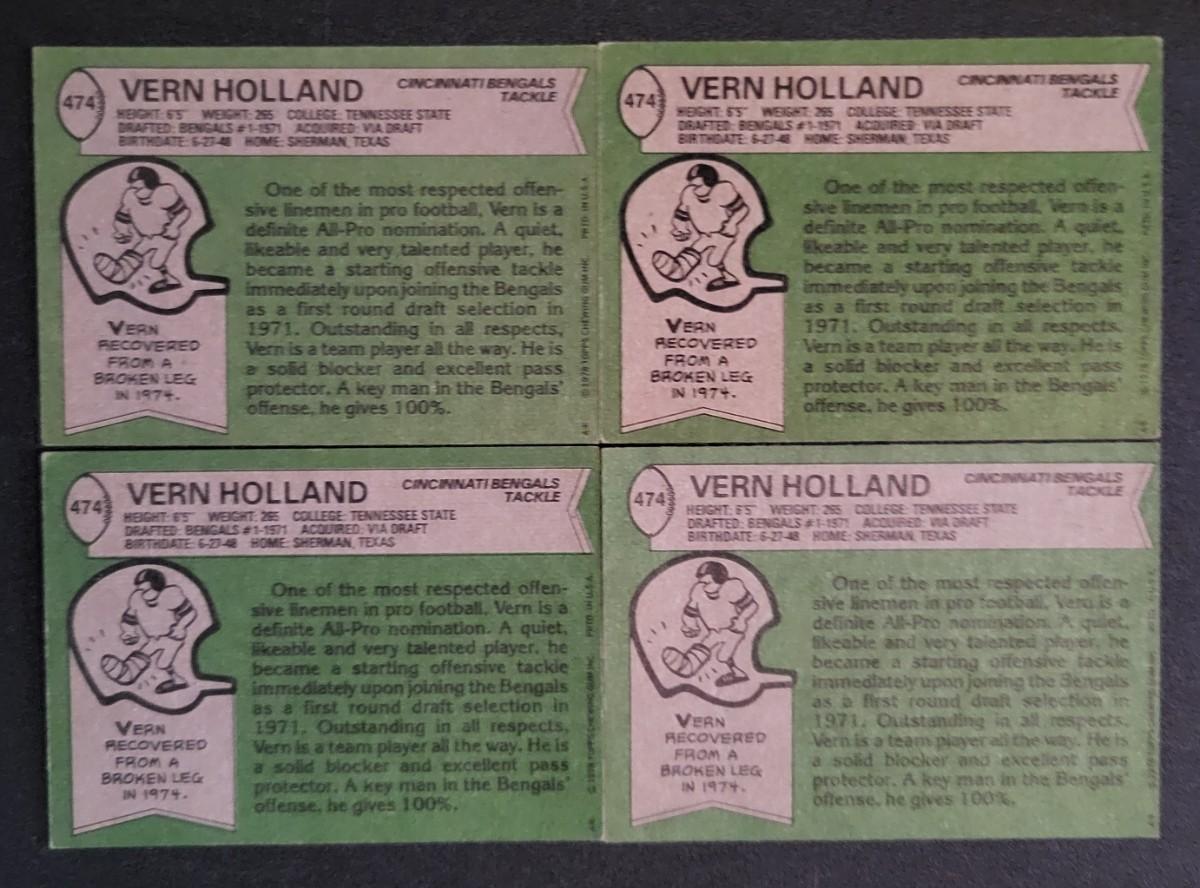 474 VERN HOLLAND CINCINNATI BENGALS
TACKLE
HEIGHT: 6'5" WEIGHT: 265 COLLEGE: TENNESSEE STATE
DRAFTED: BENGALS #1-1971 ACQUIRED: VIA DRAFT
BIRTHDATE: 6-27-48 HOME: SHERMAN, TEXAS
One of the most respected offen-
sive linemen in pro football, Vern is a
definite All-Pro nomination. A quiet,
likeable and very talented player, he
became a starting offensive tackle
immediately upon joining the Bengals
as a first round draft selection in
1971. Outstanding in all respects,
Vern is a team player all the way. He is
a solid blocker and excellent pass
protector. A key man in the Bengals'
offense, he gives 100%.
VERN
RECOVERED
FROM A
BROKEN LEG
IN 1974.
© 1978 TOPPS CHEWING GUM INC. PRTD. IN U.S.A.
474 VERN HOLLAND CINCINNATI BENGALS
TACKLE
HEIGHT: 6'5" WEIGHT: 265 COLLEGE: TENNESSEE STATE
DRAFTED: BENGALS #1-1971 ACQUIRED: VIA DRAFT
BIRTHDATE: 6-27-48 HOME: SHERMAN, TEXAS
One of the most respected offen-
sive linemen in pro football, Vern is a
definite All-Pro nomination. A quiet,
likeable and very talented player, he
became a starting offensive tackle
immediately upon joining the Bengals
as a first round draft selection in
1971. Outstanding in all respects,
Vern is a team player all the way. He is
a solid blocker and excellent pass
protector. A key man in the Bengals'
offense, he gives 100%.
VERN
RECOVERED
FROM A
BROKEN LEG
IN 1974.
474 VERN HOLLAND CINCINNATI BENGALS
TACKLE
HEIGHT: 6'5" WEIGHT: 265 COLLEGE: TENNESSEE STATE
DRAFTED: BENGALS #1-1971 ACQUIRED: VIA DRAFT
BIRTHDATE: 6-27-48 HOME: SHERMAN, TEXAS
One of the most respected offen-
sive linemen in pro football, Vern is a
definite All-Pro nomination. A quiet,
likeable and very talented player, he
became a starting offensive tackle
immediately upon joining the Bengals
as a first round draft selection in
1971. Outstanding in all respects,
Vern is a team player all the way. He is
a solid blocker and excellent pass
protector. A key man in the Bengals'
offense, he gives 100%.
VERN
RECOVERED
FROM A
BROKEN LEG
IN 1974.
© 1978 TOPPS CHEWING GUM INC. PRTD. IN U.S.A.
474 VERN HOLLAND CINCINNATI BENGALS
TACKLE
HEIGHT: 6'5" WEIGHT: 265 COLLEGE: TENNESSEE STATE
DRAFTED: BENGALS #1-1971 ACQUIRED: VIA DRAFT
BIRTHDATE: 6-27-48 HOME: SHERMAN, TEXAS
One of the most respected offen-
sive linemen in pro football, Vern is a
definite All-Pro nomination. A quiet,
likeable and very talented player, he
became a starting offensive tackle
immediately upon joining the Bengals
as a first round draft selection in
1971. Outstanding in all respects,
Vern is a team player all the way. He is
a solid blocker and excellent pass
protector. A key man in the Bengals'
offense, he gives 100%.
VERN
RECOVERED
FROM A
BROKEN LEG
IN 1974.